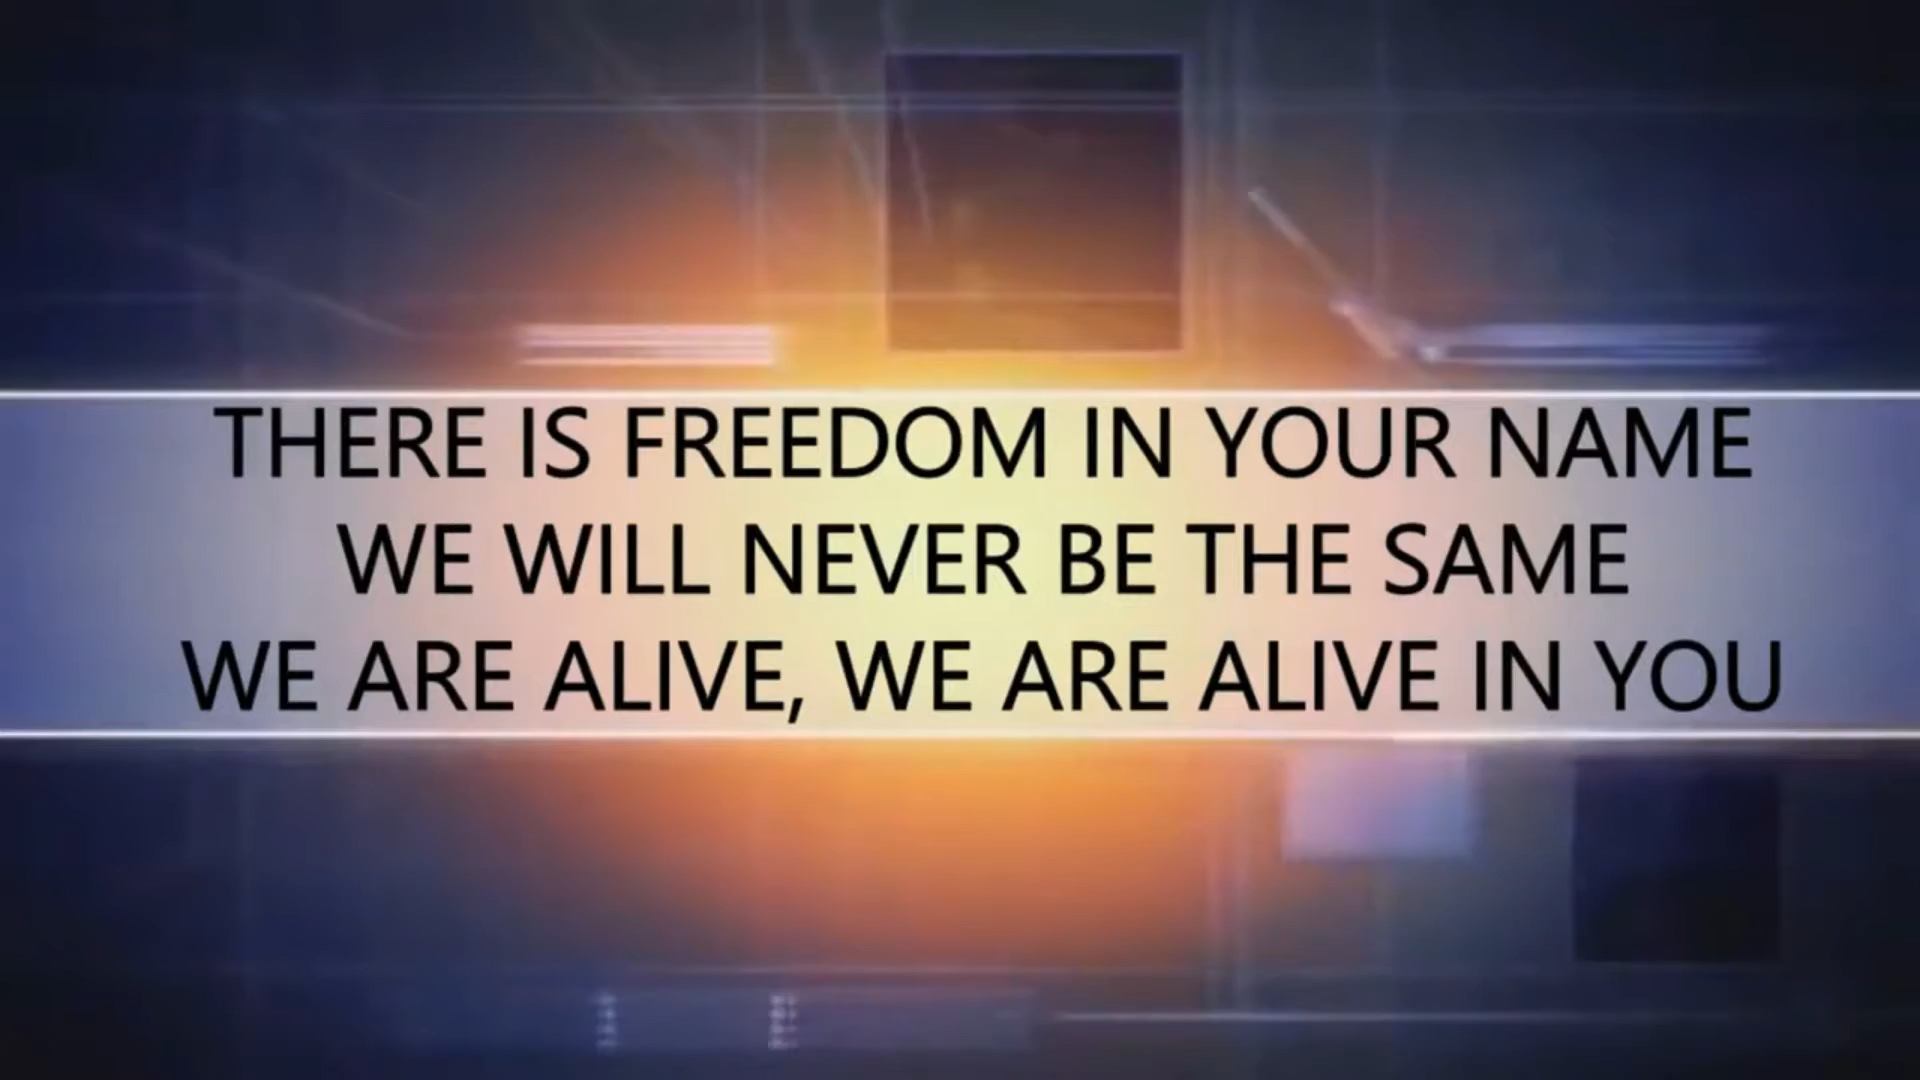 THERE IS FREEDOM IN YOUR NAME
WE WILL NEVER BE THE SAME
WE ARE ALIVE, WE ARE ALIVE IN YOU